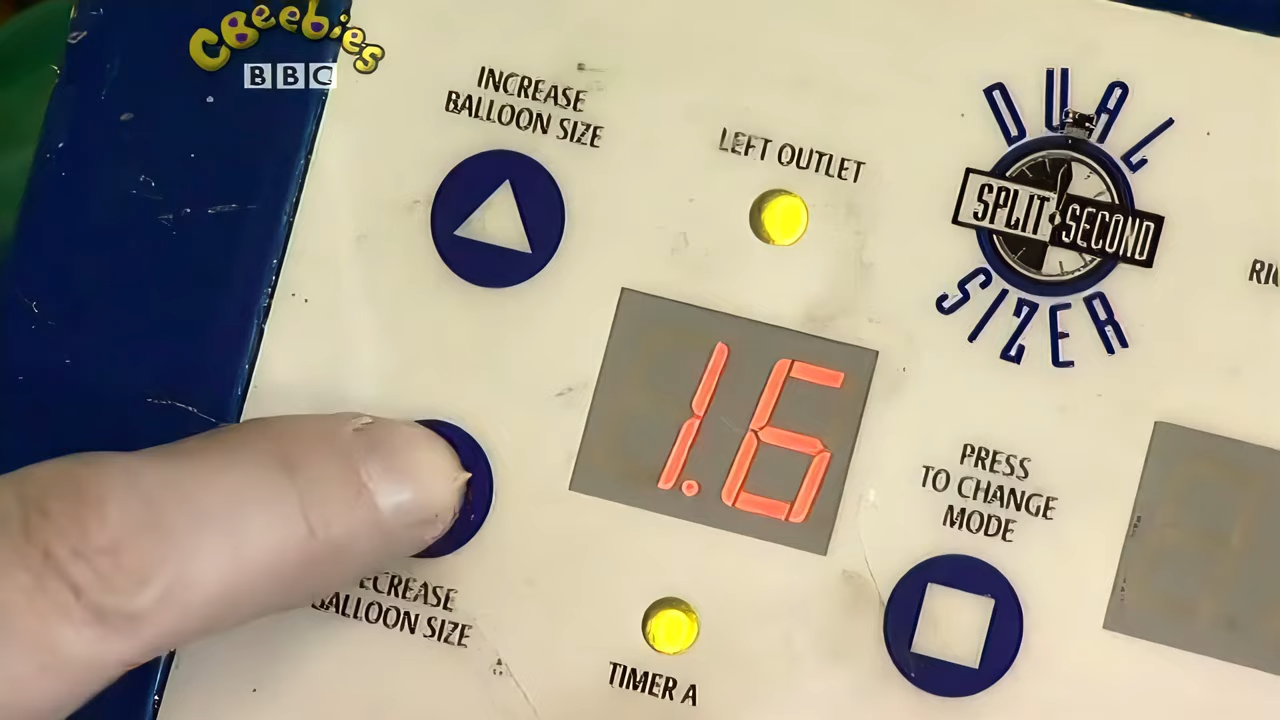 CBeebies
BBC
INCREASE
BALLOON SIZE
LEFT OUTLET
DUAL
SPLIT SECOND
SIZER
1.6
PRESS
TO CHANGE
MODE
BALLOON SIZE
TIMER A